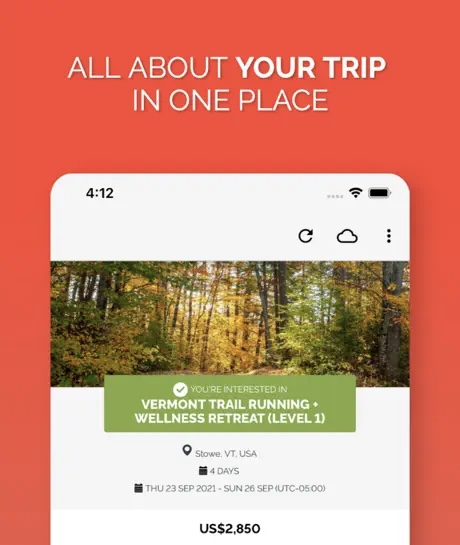 ALL ABOUT YOUR TRIP
IN ONE PLACE
4:12
YOU'RE INTERESTED IN
VERMONT TRAIL RUNNING +
WELLNESS RETREAT (LEVEL 1)
Stowe, VT, USA
4 DAYS
THU 23 SEP 2021 - SUN 26 SEP (UTC-05:00)
US$2,850